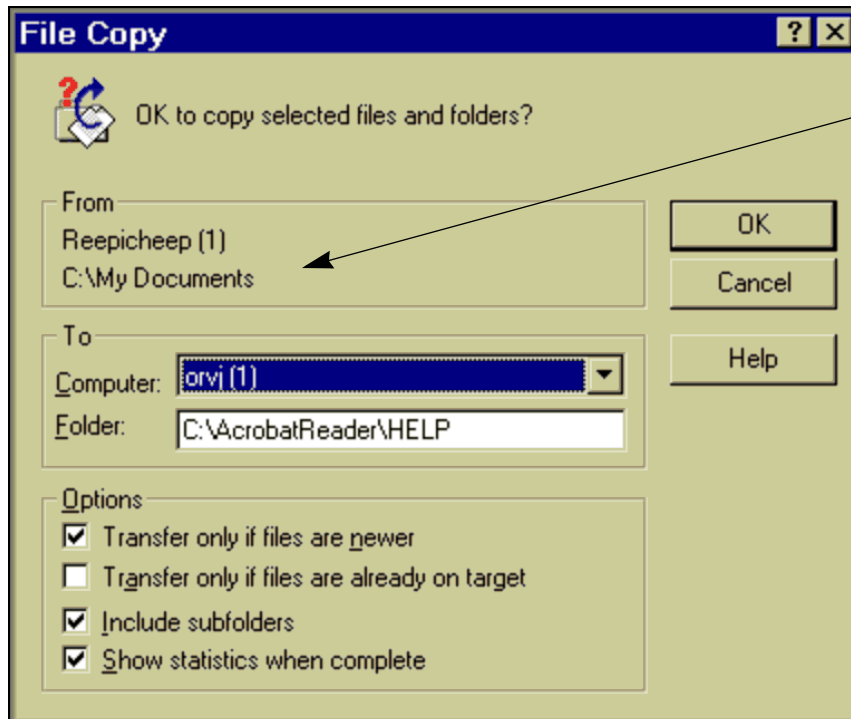 File Copy
OK to copy selected files and folders?
From
Reepicheep (1)
C:\My Documents
OK
Cancel
To
Computer: orvj (1)
Help
Folder: C:\AcrobatReader\HELP
Options
Transfer only if files are newer
Transfer only if files are already on target
Include subfolders
Show statistics when complete